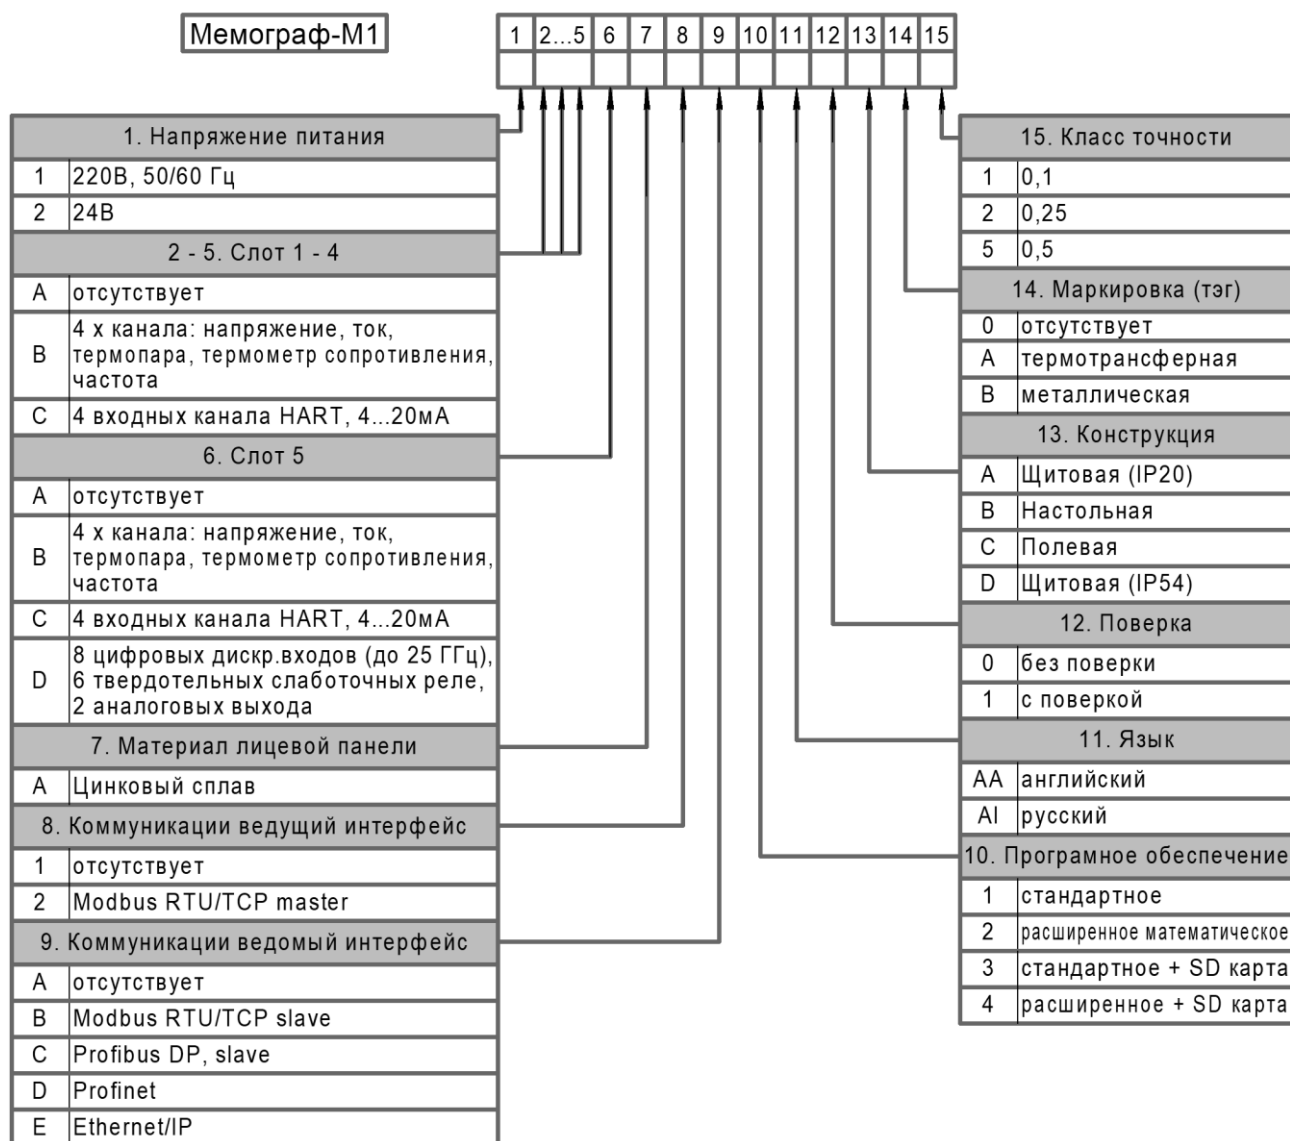 Мемограф-М1
1 2...5 6 7 8 9 10 11 12 13 14 15
1. Напряжение питания
1 220В, 50/60 Гц
2 24В
2 - 5. Слот 1 - 4
A отсутствует
B 4 х канала: напряжение, ток,
термопара, термометр сопротивления,
частота
C 4 входных канала HART, 4...20мА
6. Слот 5
A отсутствует
B 4 х канала: напряжение, ток,
термопара, термометр сопротивления,
частота
C 4 входных канала HART, 4...20мА
D 8 цифровых дискр.входов (до 25 ГГц),
6 твердотельных слаботочных реле,
2 аналоговых выхода
7. Материал лицевой панели
A Цинковый сплав
8. Коммуникации ведущий интерфейс
1 отсутствует
2 Modbus RTU/TCP master
9. Коммуникации ведомый интерфейс
A отсутствует
B Modbus RTU/TCP slave
C Profibus DP, slave
D Profinet
E Ethernet/IP
15. Класс точности
1 0,1
2 0,25
5 0,5
14. Маркировка (тэг)
0 отсутствует
A термотрансферная
B металлическая
13. Конструкция
A Щитовая (IP20)
B Настольная
C Полевая
D Щитовая (IP54)
12. Поверка
0 без поверки
1 с поверкой
11. Язык
AA английский
AI русский
10. Програмное обеспечение
1 стандартное
2 расширенное математическое
3 стандартное + SD карта
4 расширенное + SD карта